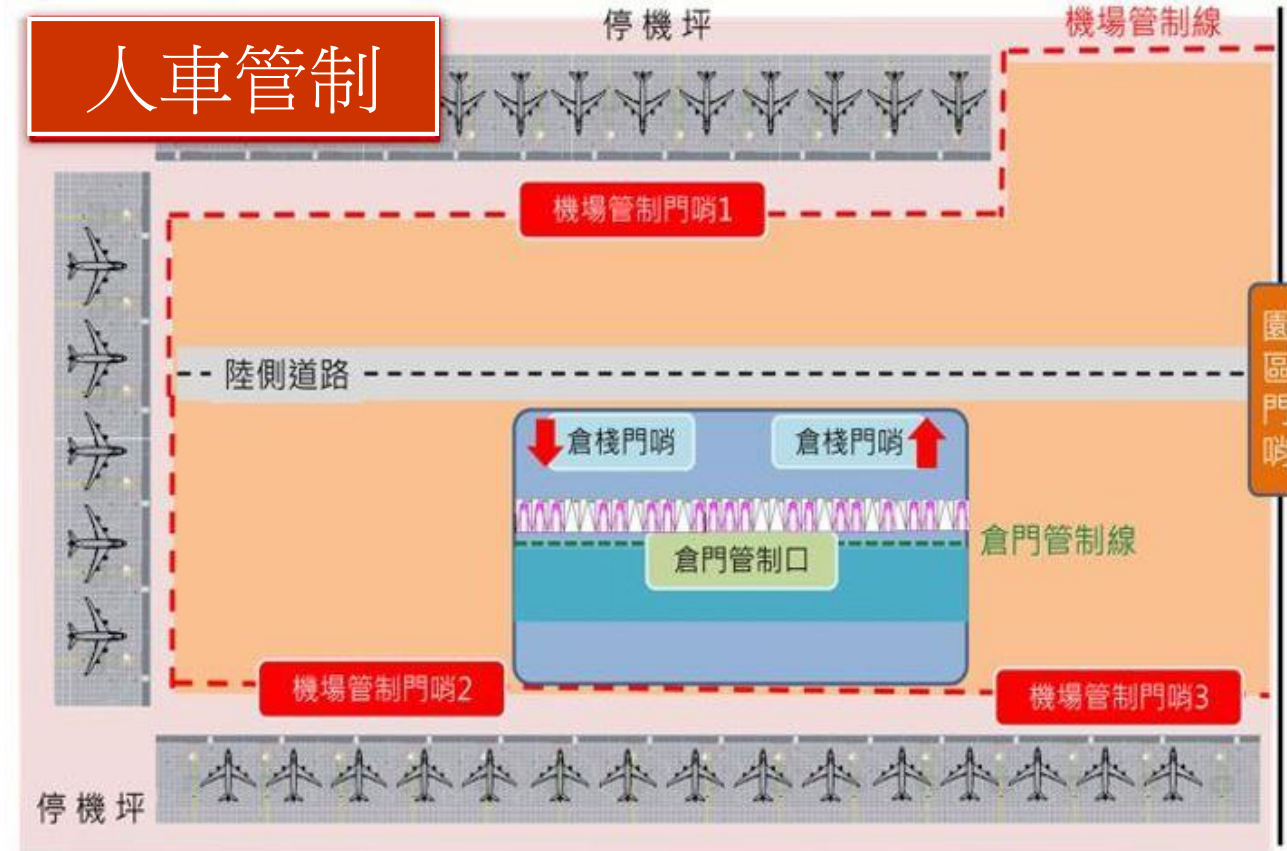 人車管制
停機坪
機場管制線
機場管制門哨1
陸側道路
園區門哨
倉棧門哨
倉棧門哨
倉門管制線
倉門管制口
機場管制門哨2
機場管制門哨3
停機坪